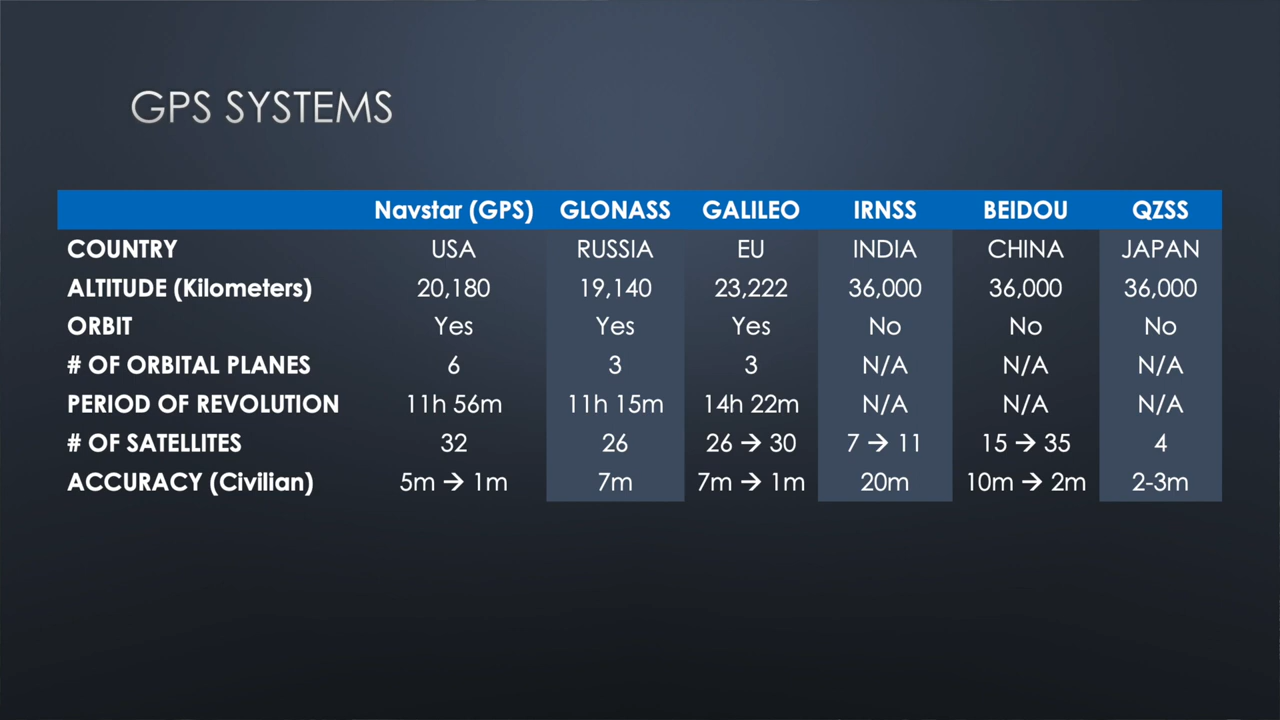 GPS SYSTEMS
Navstar (GPS) GLONASS GALILEO IRNSS BEIDOU QZSS
COUNTRY USA RUSSIA EU INDIA CHINA JAPAN
ALTITUDE (Kilometers) 20,180 19,140 23,222 36,000 36,000 36,000
ORBIT Yes Yes Yes No No No
# OF ORBITAL PLANES 6 3 3 N/A N/A N/A
PERIOD OF REVOLUTION 11h 56m 11h 15m 14h 22m N/A N/A N/A
# OF SATELLITES 32 26 26 → 30 7 → 11 15 → 35 4
ACCURACY (Civilian) 5m → 1m 7m 7m → 1m 20m 10m → 2m 2-3m